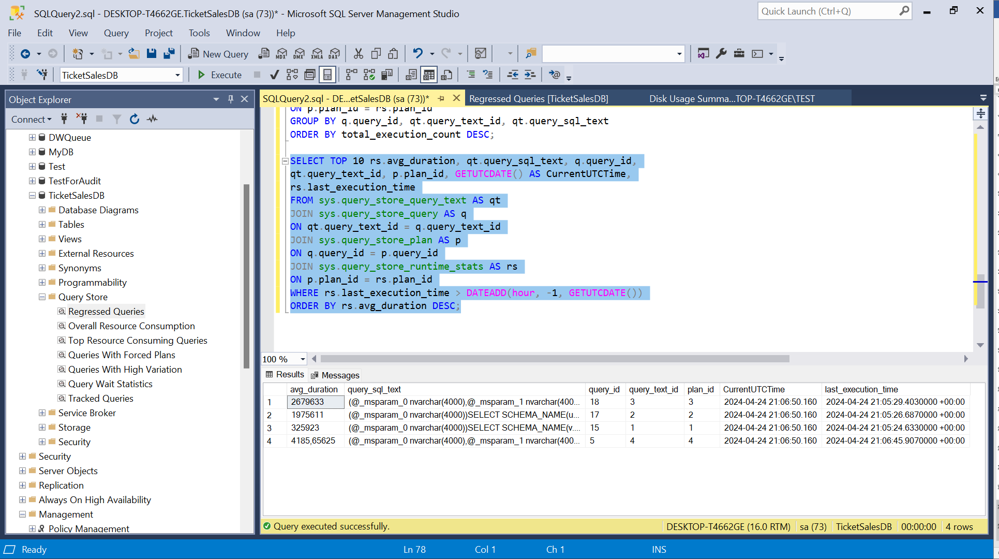 SQLQuery2.sql - DESKTOP-T4662GE.TicketSalesDB (sa (73))* - Microsoft SQL Server Management Studio
Quick Launch (Ctrl+Q)
File Edit View Query Project Tools Window Help
New Query MDX DMX XMLA DAX
TicketSalesDB Execute
Object Explorer
Connect
DWQueue
MyDB
Test
TestForAudit
TicketSalesDB
Database Diagrams
Tables
Views
External Resources
Synonyms
Programmability
Query Store
Regressed Queries
Overall Resource Consumption
Top Resource Consuming Queries
Queries With Forced Plans
Queries With High Variation
Query Wait Statistics
Tracked Queries
Service Broker
Storage
Security
Security
Server Objects
Replication
Always On High Availability
Management
Policy Management
SQLQuery2.sql - DE...etSalesDB (sa (73))* Regressed Queries [TicketSalesDB] Disk Usage Summa...TOP-T4662GE\TEST
ON p.plan_id = rs.plan_id
GROUP BY q.query_id, qt.query_text_id, qt.query_sql_text
ORDER BY total_execution_count DESC;
SELECT TOP 10 rs.avg_duration, qt.query_sql_text, q.query_id,
qt.query_text_id, p.plan_id, GETUTCDATE() AS CurrentUTCTime,
rs.last_execution_time
FROM sys.query_store_query_text AS qt
JOIN sys.query_store_query AS q
ON qt.query_text_id = q.query_text_id
JOIN sys.query_store_plan AS p
ON q.query_id = p.query_id
JOIN sys.query_store_runtime_stats AS rs
ON p.plan_id = rs.plan_id
WHERE rs.last_execution_time > DATEADD(hour, -1, GETUTCDATE())
ORDER BY rs.avg_duration DESC;
100 %
Results Messages
avg_duration query_sql_text query_id query_text_id plan_id CurrentUTCTime last_execution_time
1 2679633 (@_msparam_0 nvarchar(4000),@_msparam_1 nvarchar(400... 18 3 3 2024-04-24 21:06:50.160 2024-04-24 21:05:29.4030000 +00:00
2 1975611 (@_msparam_0 nvarchar(4000))SELECT SCHEMA_NAME(u... 17 2 2 2024-04-24 21:06:50.160 2024-04-24 21:05:26.6870000 +00:00
3 325923 (@_msparam_0 nvarchar(4000))SELECT SCHEMA_NAME(v.... 15 1 1 2024-04-24 21:06:50.160 2024-04-24 21:05:24.6330000 +00:00
4 4185,65625 (@_msparam_0 nvarchar(4000),@_msparam_1 nvarchar(400... 5 4 4 2024-04-24 21:06:50.160 2024-04-24 21:06:45.9070000 +00:00
Query executed successfully. DESKTOP-T4662GE (16.0 RTM) sa (73) TicketSalesDB 00:00:00 4 rows
Ready Ln 78 Col 1 Ch 1 INS